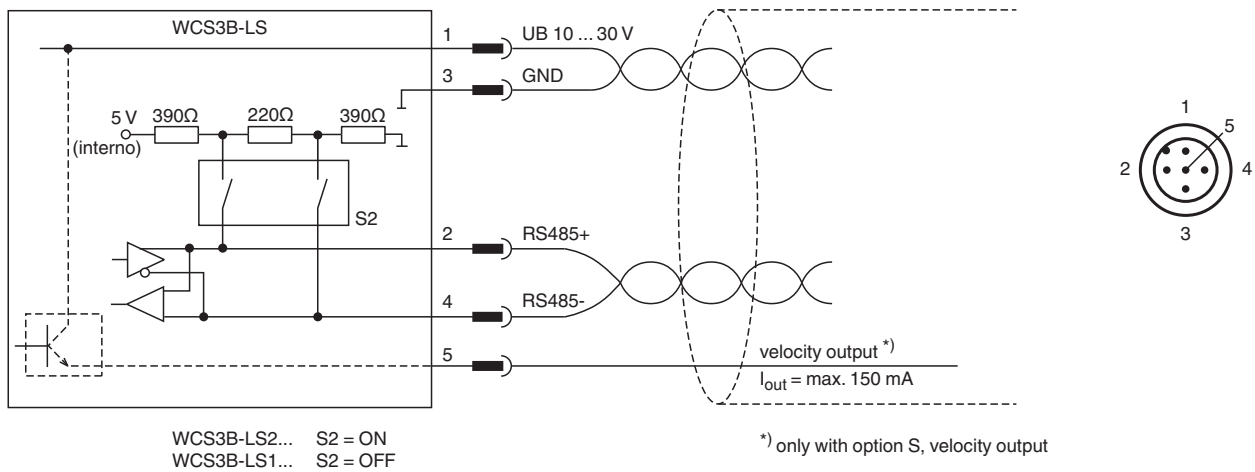 WCS3B-LS
1
UB 10 ... 30 V
3
GND
5 V
(interno)
390Ω
220Ω
390Ω
S2
2
RS485+
4
RS485-
5
velocity output *)
Iout = max. 150 mA
1
5
2
4
3
WCS3B-LS2... S2 = ON
WCS3B-LS1... S2 = OFF
*) only with option S, velocity output